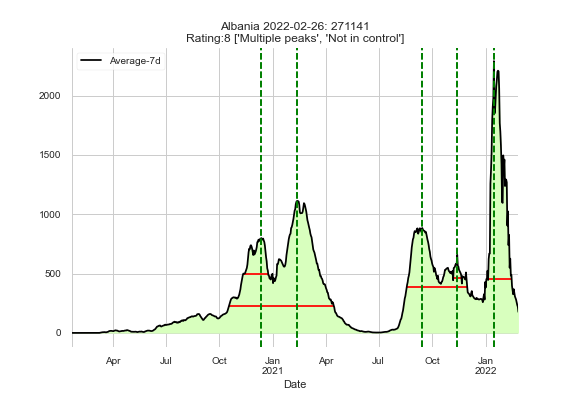 Albania 2022-02-26: 271141
Rating:8 ['Multiple peaks', 'Not in control']
Average-7d
2000
1500
1000
500
0
Apr Jul Oct Jan Apr Jul Oct Jan
2021 2022
Date